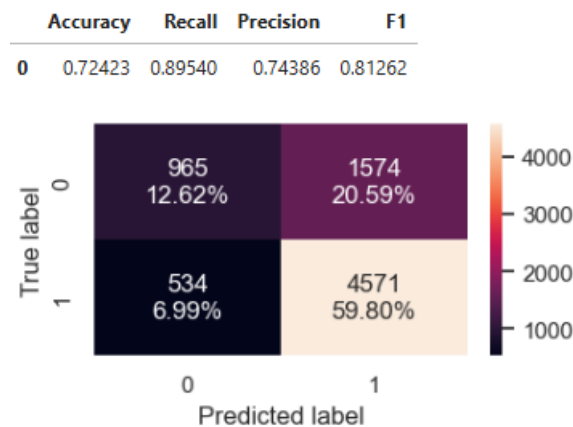 Accuracy Recall Precision F1
0 0.72423 0.89540 0.74386 0.81262
965 1574
12.62% 20.59%
534 4571
6.99% 59.80%
0
1
True label
0 1
Predicted label
4000
3000
2000
1000